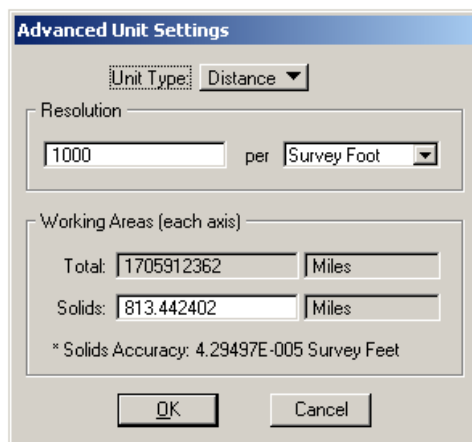 Advanced Unit Settings
Unit Type: Distance
Resolution
1000 per Survey Foot
Working Areas (each axis)
Total: 1705912362 Miles
Solids: 813.442402 Miles
* Solids Accuracy: 4.29497E-005 Survey Feet
OK Cancel